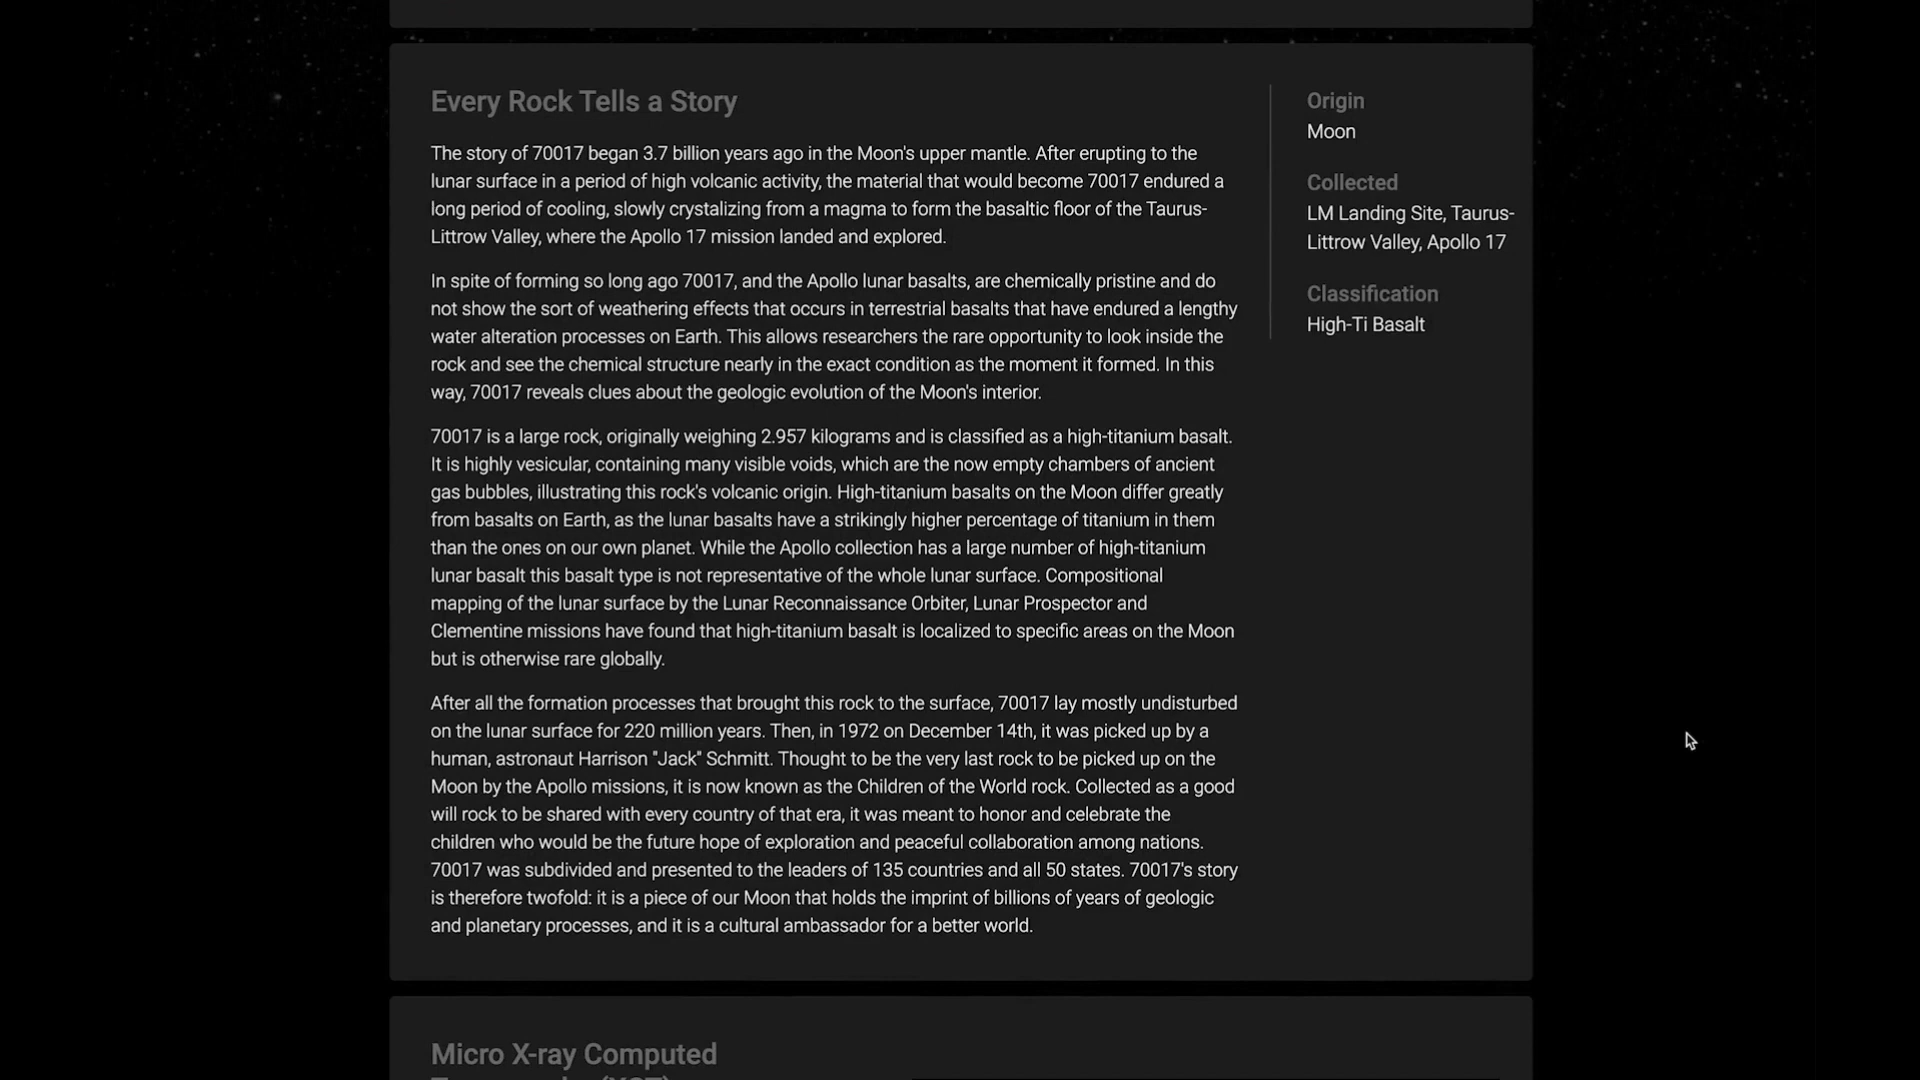 Every Rock Tells a Story
The story of 70017 began 3.7 billion years ago in the Moon's upper mantle. After erupting to the
lunar surface in a period of high volcanic activity, the material that would become 70017 endured a
long period of cooling, slowly crystalizing from a magma to form the basaltic floor of the Taurus-
Littrow Valley, where the Apollo 17 mission landed and explored.
In spite of forming so long ago 70017, and the Apollo lunar basalts, are chemically pristine and do
not show the sort of weathering effects that occurs in terrestrial basalts that have endured a lengthy
water alteration processes on Earth. This allows researchers the rare opportunity to look inside the
rock and see the chemical structure nearly in the exact condition as the moment it formed. In this
way, 70017 reveals clues about the geologic evolution of the Moon's interior.
70017 is a large rock, originally weighing 2.957 kilograms and is classified as a high-titanium basalt.
It is highly vesicular, containing many visible voids, which are the now empty chambers of ancient
gas bubbles, illustrating this rock's volcanic origin. High-titanium basalts on the Moon differ greatly
from basalts on Earth, as the lunar basalts have a strikingly higher percentage of titanium in them
than the ones on our own planet. While the Apollo collection has a large number of high-titanium
lunar basalt this basalt type is not representative of the whole lunar surface. Compositional
mapping of the lunar surface by the Lunar Reconnaissance Orbiter, Lunar Prospector and
Clementine missions have found that high-titanium basalt is localized to specific areas on the Moon
but is otherwise rare globally.
After all the formation processes that brought this rock to the surface, 70017 lay mostly undisturbed
on the lunar surface for 220 million years. Then, in 1972 on December 14th, it was picked up by a
human, astronaut Harrison "Jack" Schmitt. Thought to be the very last rock to be picked up on the
Moon by the Apollo missions, it is now known as the Children of the World rock. Collected as a good
will rock to be shared with every country of that era, it was meant to honor and celebrate the
children who would be the future hope of exploration and peaceful collaboration among nations.
70017 was subdivided and presented to the leaders of 135 countries and all 50 states. 70017's story
is therefore twofold: it is a piece of our Moon that holds the imprint of billions of years of geologic
and planetary processes, and it is a cultural ambassador for a better world.
Origin
Moon
Collected
LM Landing Site, Taurus-
Littrow Valley, Apollo 17
Classification
High-Ti Basalt
Micro X-ray Computed